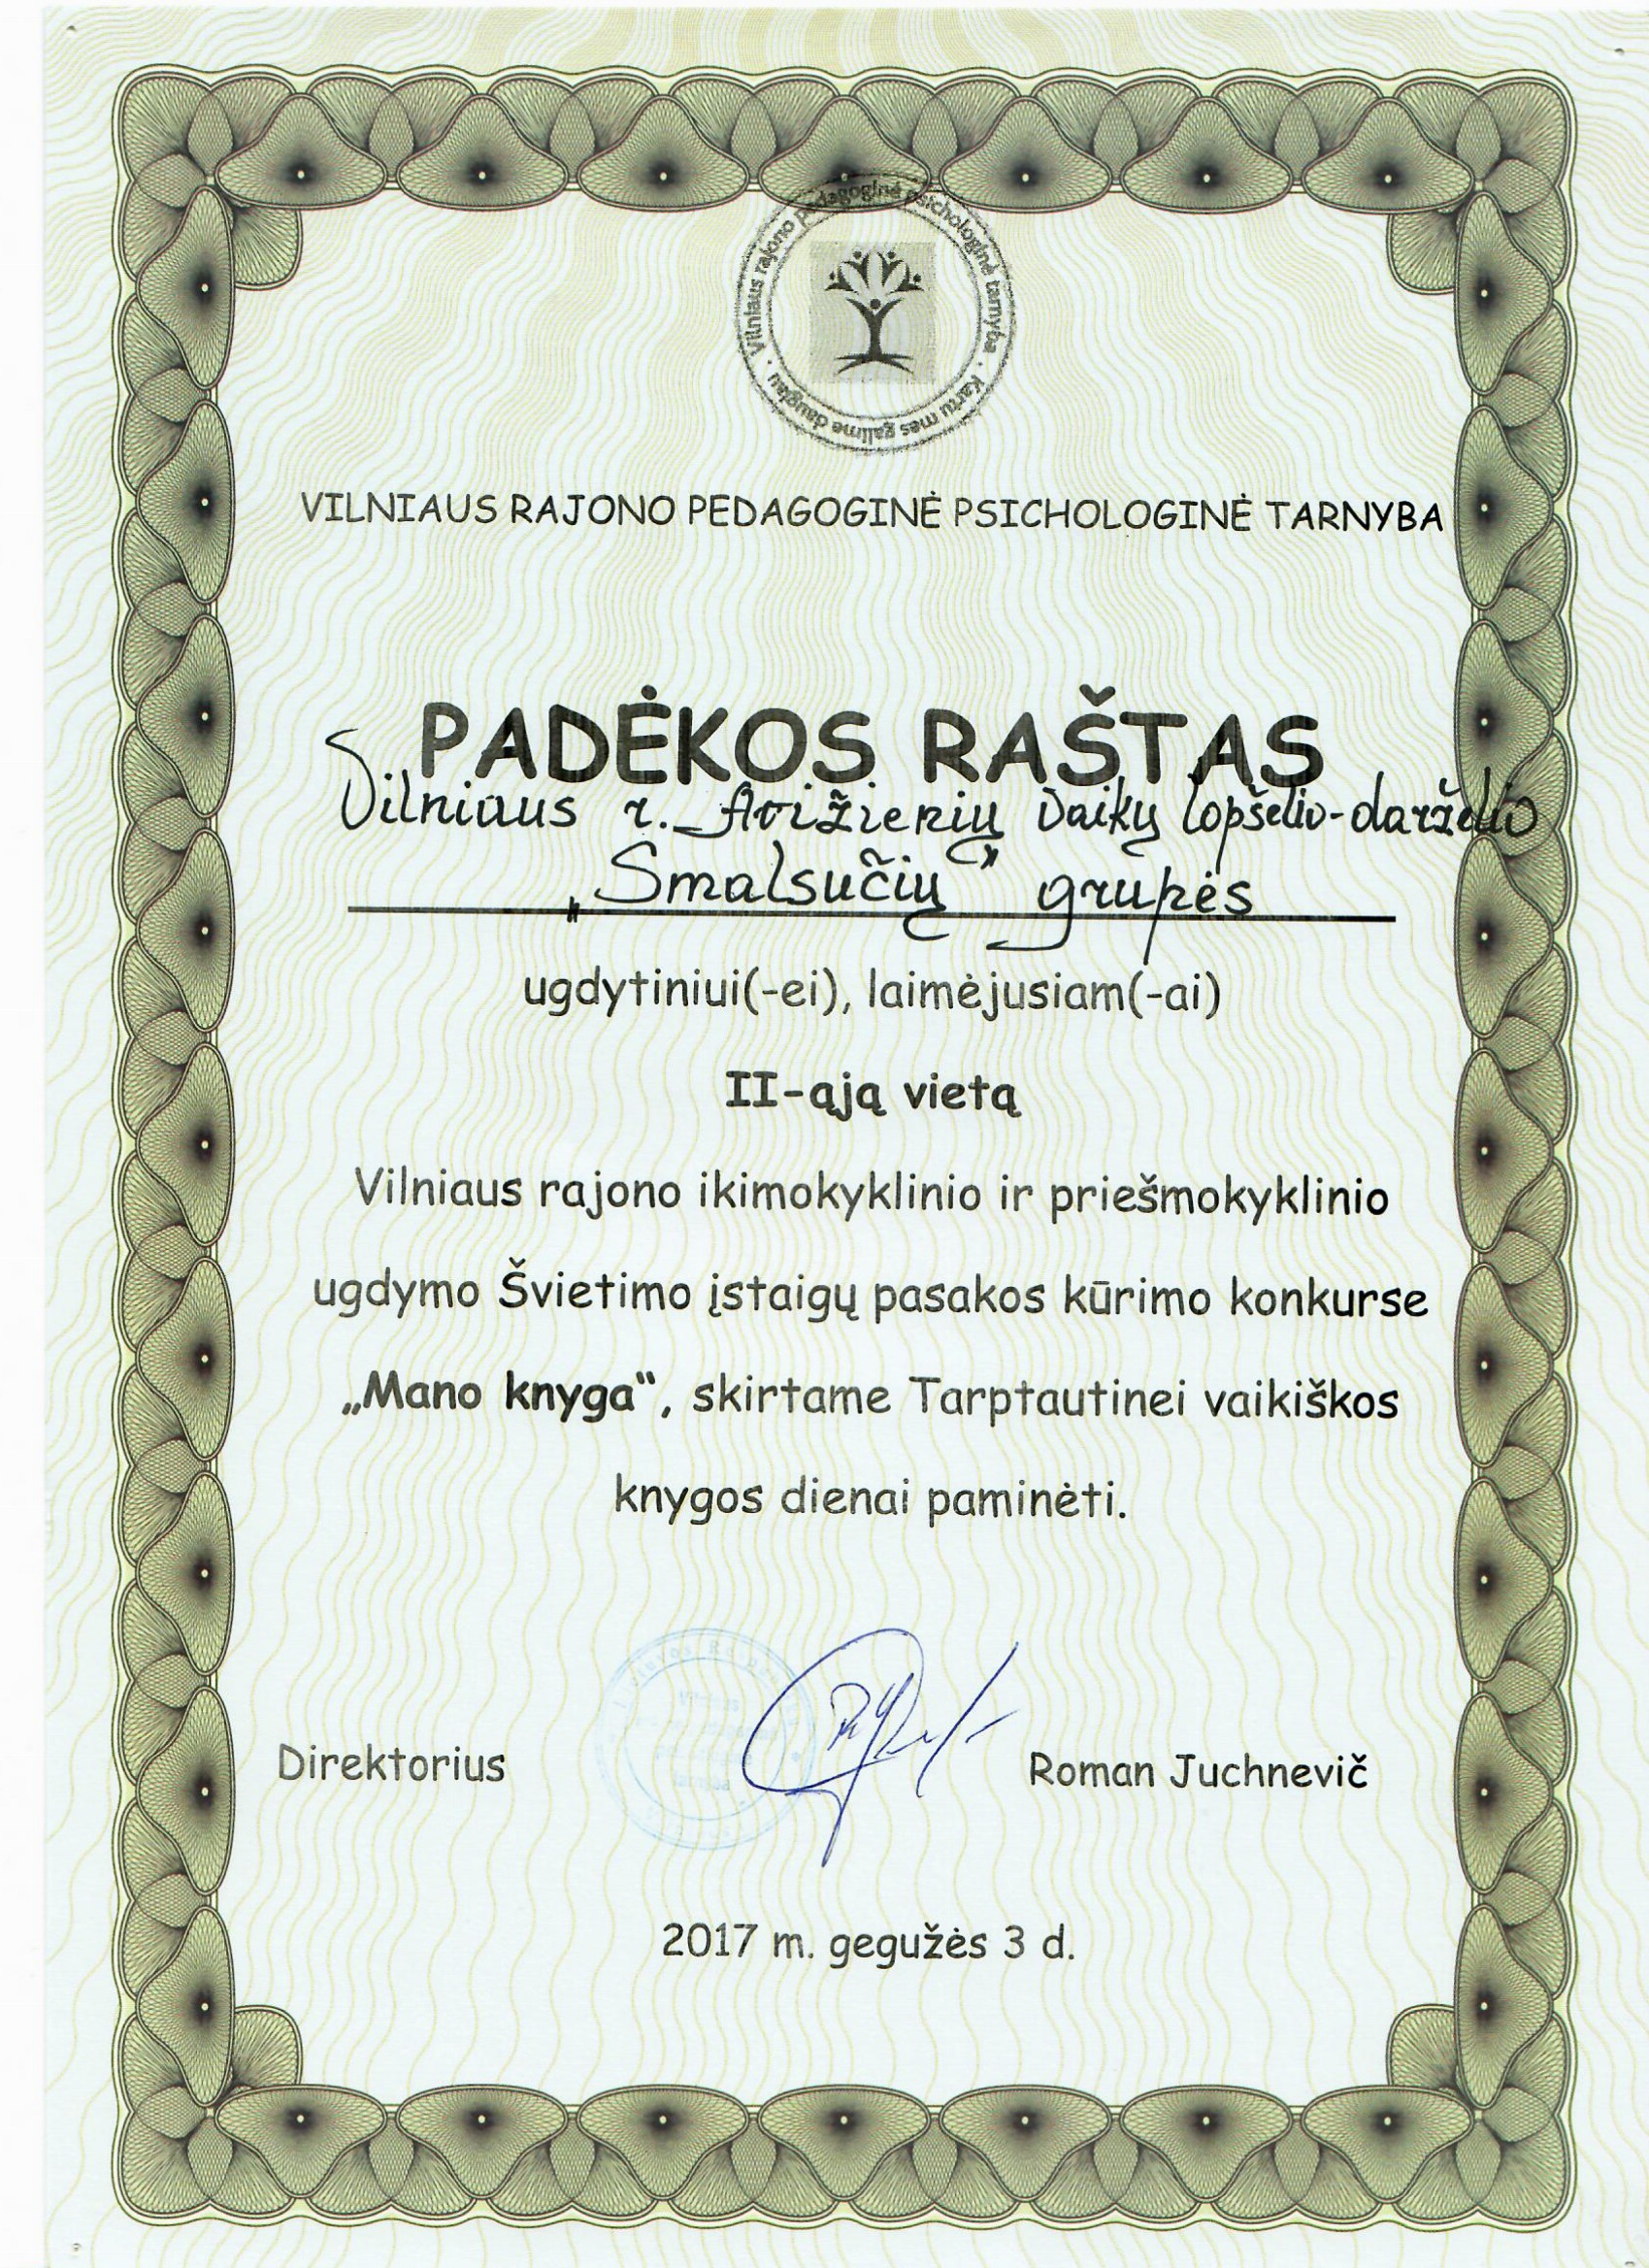 Vilniaus rajono Pedagoginė psichologinė tarnyba · Kartu mes galime daugiau ·
VILNIAUS RAJONO PEDAGOGINĖ PSICHOLOGINĖ TARNYBA
PADĖKOS RAŠTAS
Vilniaus r. Avižienių vaikų lopšelio-darželio
„Smalsučių" grupės
ugdytiniui(-ei), laimėjusiam(-ai)
II-ąją vietą
Vilniaus rajono ikimokyklinio ir priešmokyklinio
ugdymo Švietimo įstaigų pasakos kūrimo konkurse
„Mano knyga“, skirtame Tarptautinei vaikiškos
knygos dienai paminėti.
Direktorius
Roman Juchnevič
2017 m. gegužės 3 d.